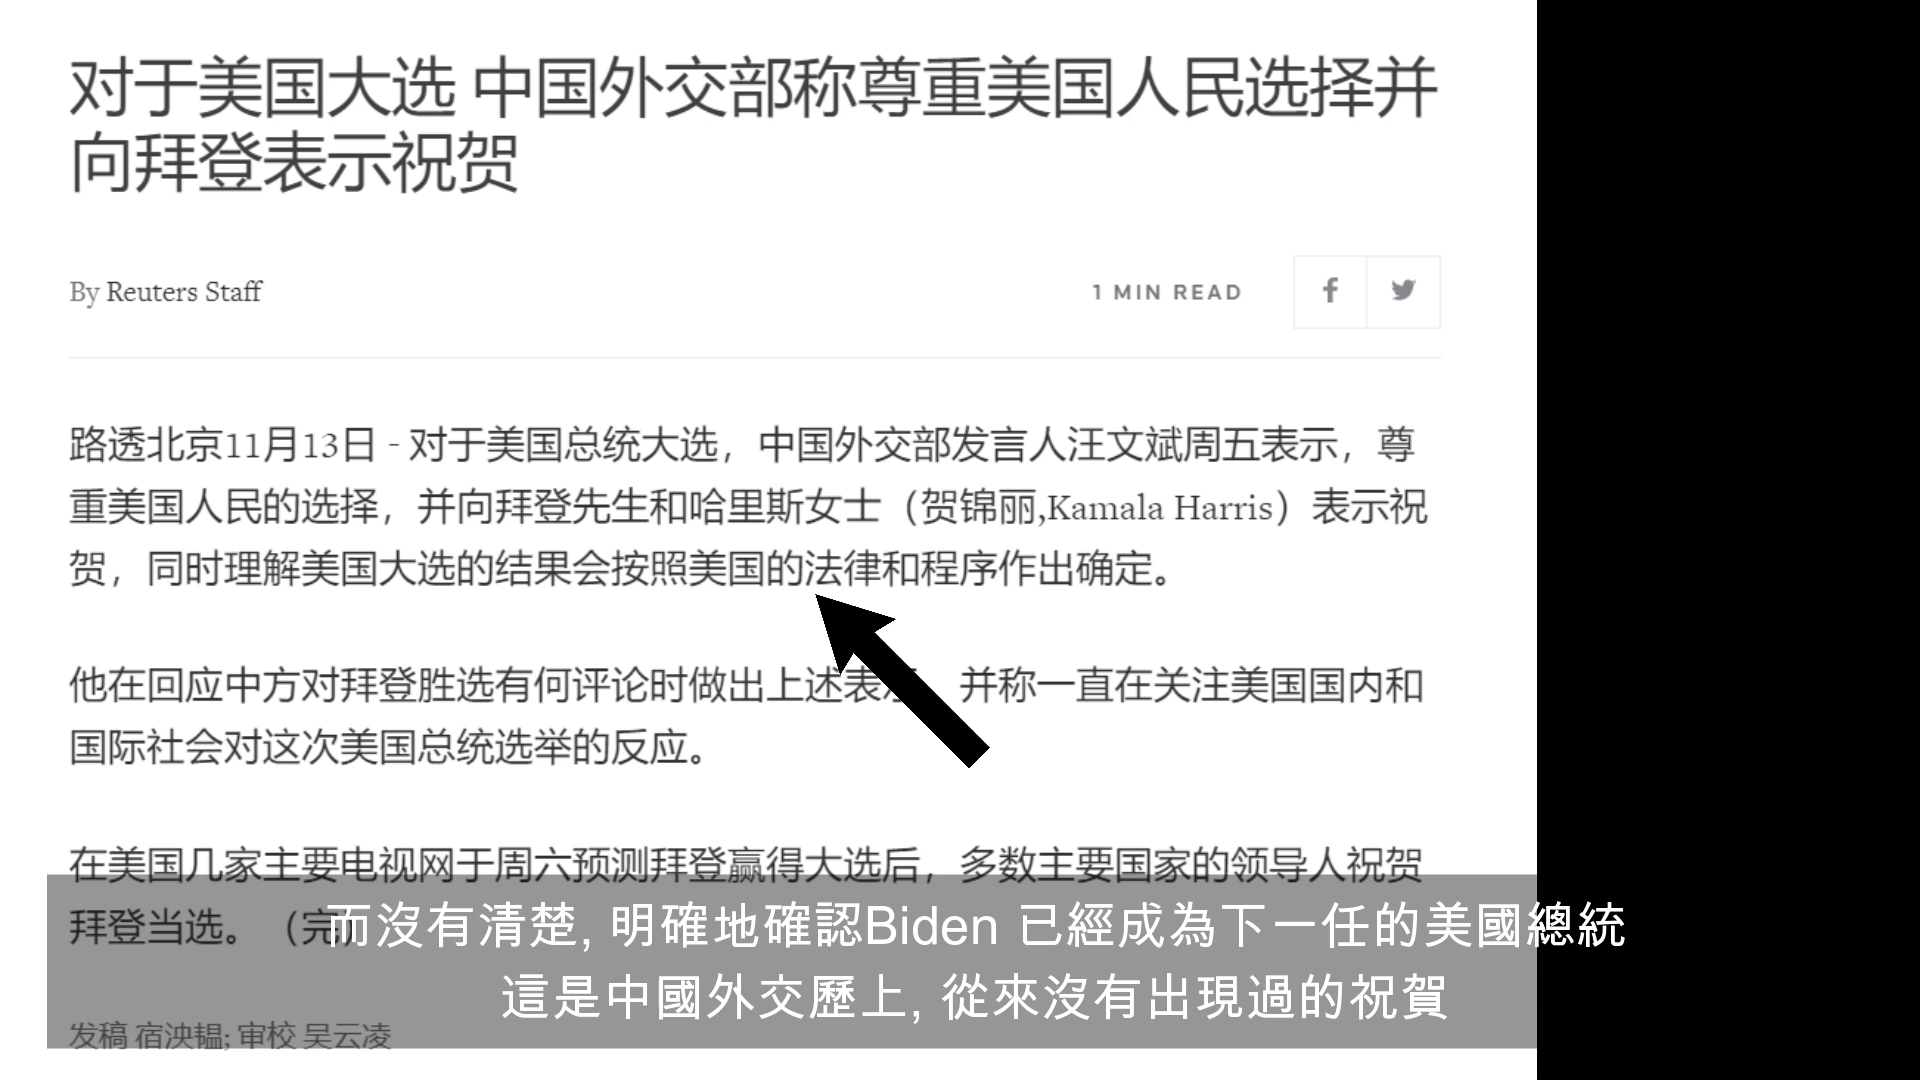 对于美国大选 中国外交部称尊重美国人民选择并
向拜登表示祝贺
By Reuters Staff
1 MIN READ
路透北京11月13日 - 对于美国总统大选，中国外交部发言人汪文斌周五表示，尊
重美国人民的选择，并向拜登先生和哈里斯女士（贺锦丽,Kamala Harris）表示祝
贺，同时理解美国大选的结果会按照美国的法律和程序作出确定。
他在回应中方对拜登胜选有何评论时做出上述表 并称一直在关注美国国内和
国际社会对这次美国总统选举的反应。
在美国几家主要电视网于周六预测拜登赢得大选后，多数主要国家的领导人祝贺
拜登当选。（完）
而沒有清楚, 明確地確認Biden 已經成為下一任的美國總統
這是中國外交歷上, 從來沒有出現過的祝賀
发稿 宿泱韫; 审校 吴云凌